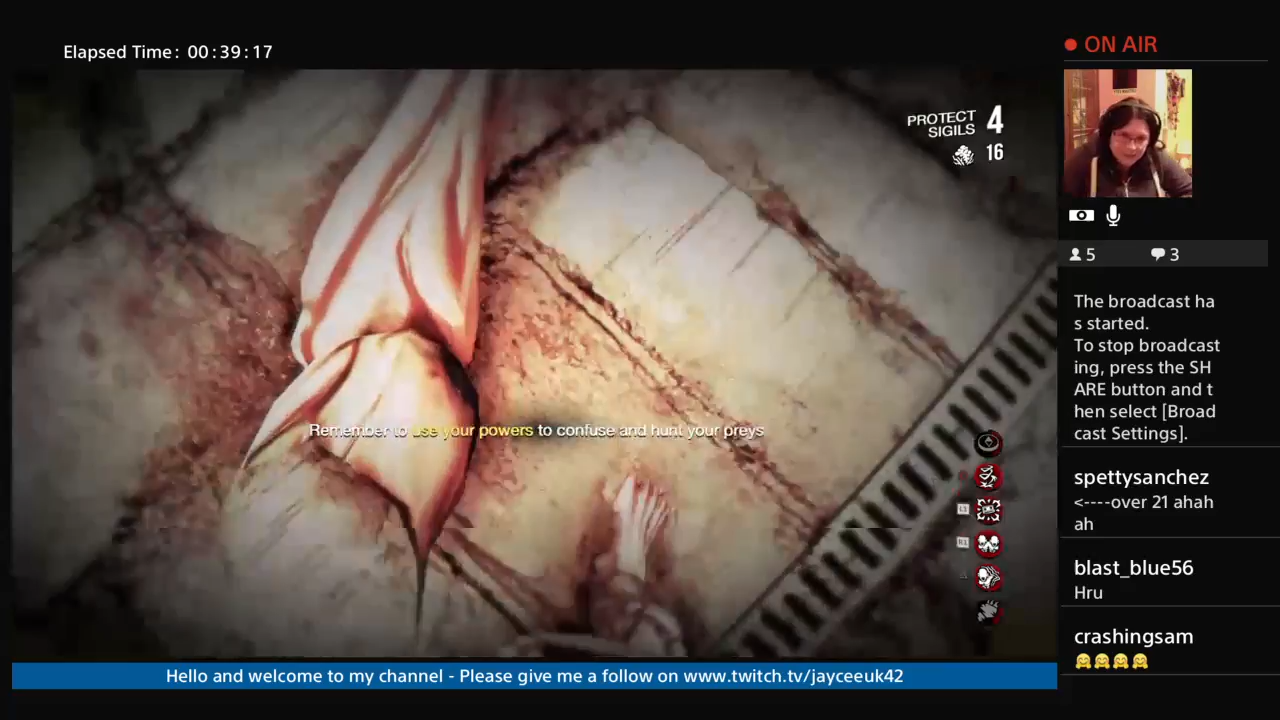 Elapsed Time: 00:39:17
ON AIR
PROTECT
SIGILS 4
16
5 3
The broadcast ha
s started.
To stop broadcast
ing, press the SH
ARE button and t
hen select [Broad
cast Settings].
Remember to use your powers to confuse and hunt your preys
spettysanchez
<----over 21 ahah
ah
L1
R1
blast_blue56
Hru
crashingsam
🤗🤗🤗🤗
Hello and welcome to my channel - Please give me a follow on www.twitch.tv/jayceeuk42